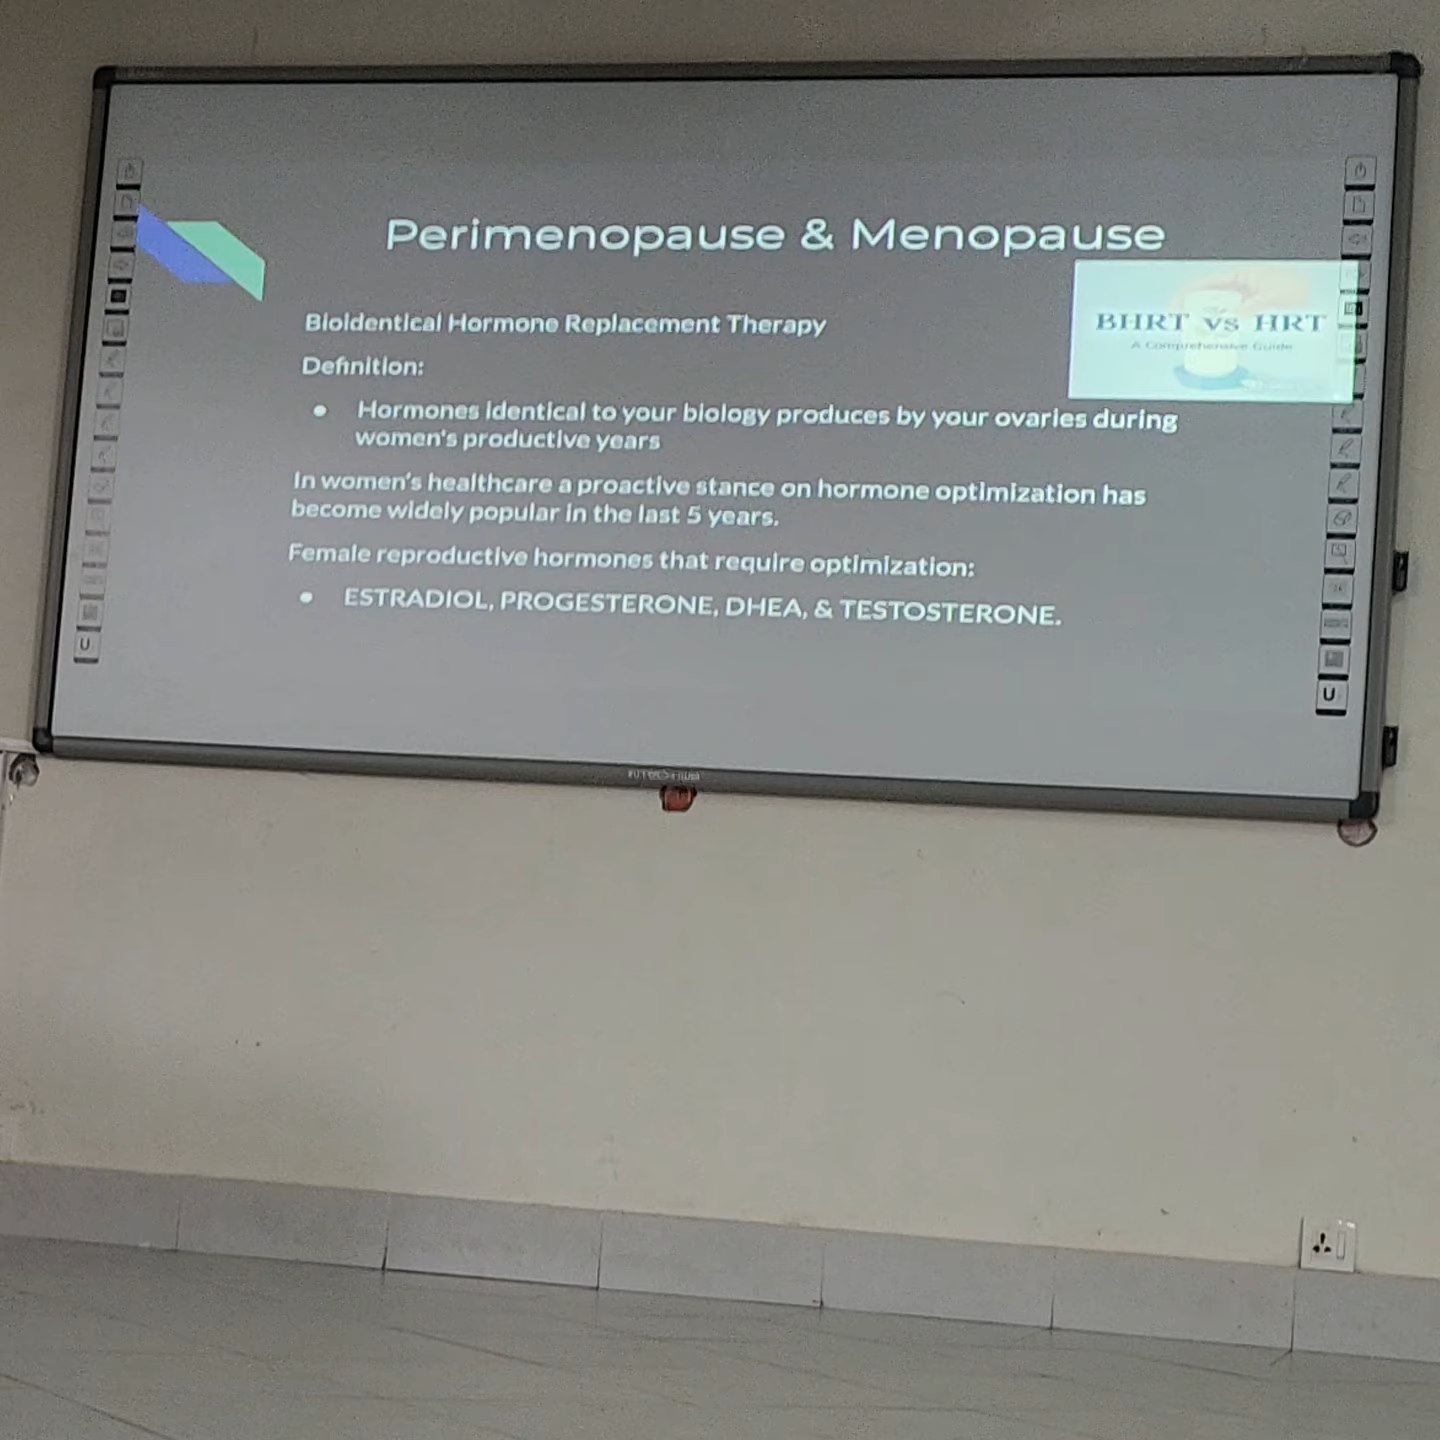 Perimenopause & Menopause
BHRT vs HRT
A Comprehensive Guide
Bioidentical Hormone Replacement Therapy
Definition:
● Hormones identical to your biology produces by your ovaries during
women's productive years
In women's healthcare a proactive stance on hormone optimization has
become widely popular in the last 5 years.
Female reproductive hormones that require optimization:
● ESTRADIOL, PROGESTERONE, DHEA, & TESTOSTERONE.
U
U